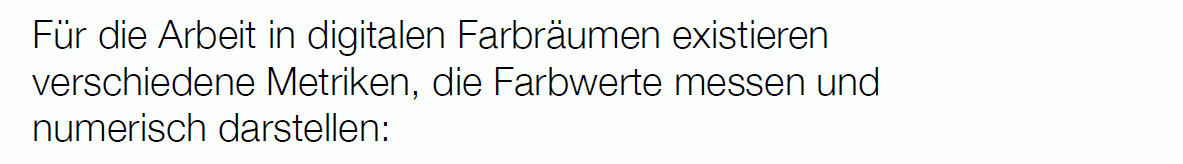 Für die Arbeit in digitalen Farbräumen existieren
verschiedene Metriken, die Farbwerte messen und
numerisch darstellen: